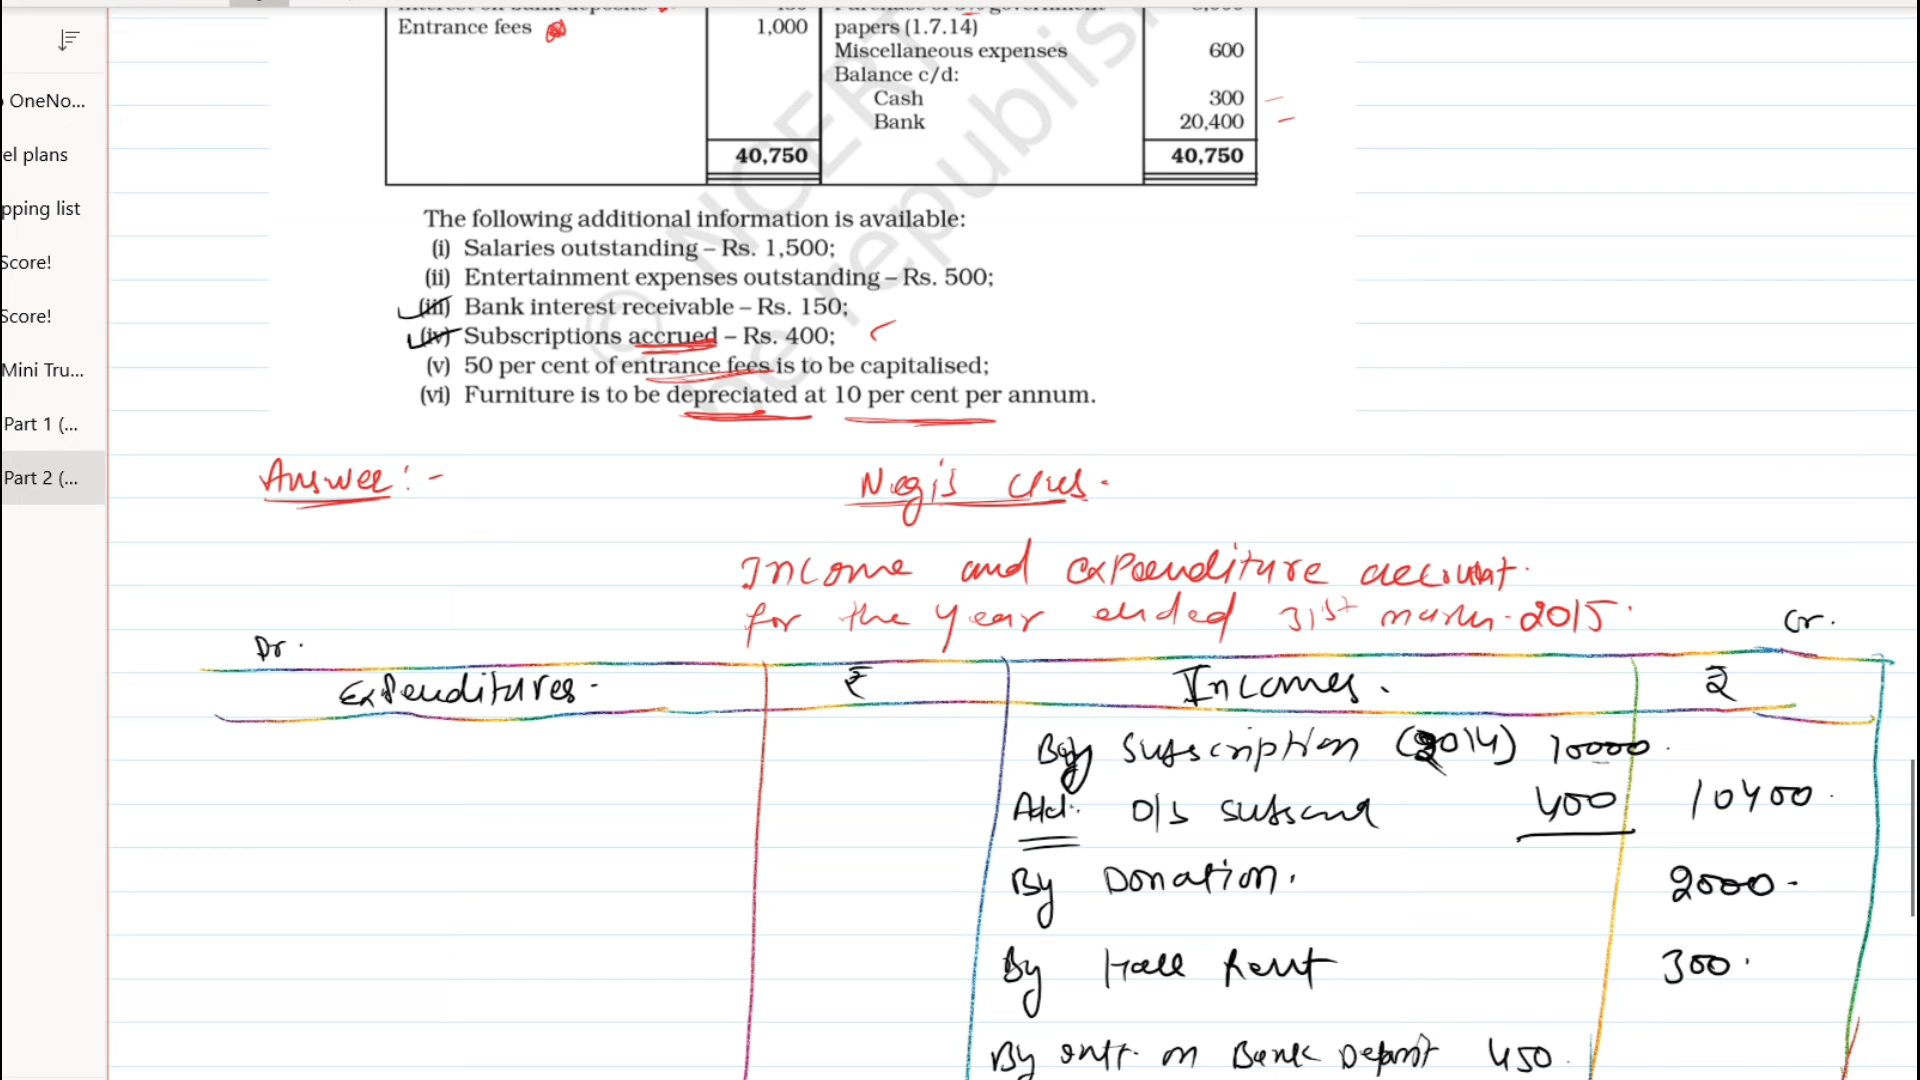 Entrance fees 1,000 papers (1.7.14)
Miscellaneous expenses 600
Balance c/d:
Cash 300
Bank 20,400
40,750 40,750
OneNo...
el plans
pping list
Score!
Score!
Mini Tru...
Part 1 (...
Part 2 (...
© NCERT
be republish
The following additional information is available:
(i) Salaries outstanding – Rs. 1,500;
(ii) Entertainment expenses outstanding – Rs. 500;
(iii) Bank interest receivable – Rs. 150;
(iv) Subscriptions accrued – Rs. 400;
(v) 50 per cent of entrance fees is to be capitalised;
(vi) Furniture is to be depreciated at 10 per cent per annum.
Answer :-
Income and expenditure account.
for the year ended 31st march 2015.
Dr. Cr.
Expenditures. ₹ Incomes. ₹
By Subscription (2014) 10000.
Add: O/s 400 10400.
By Donation. 2000.
By Hall Rent 300.
By Intt. on Bank Deposit 450.